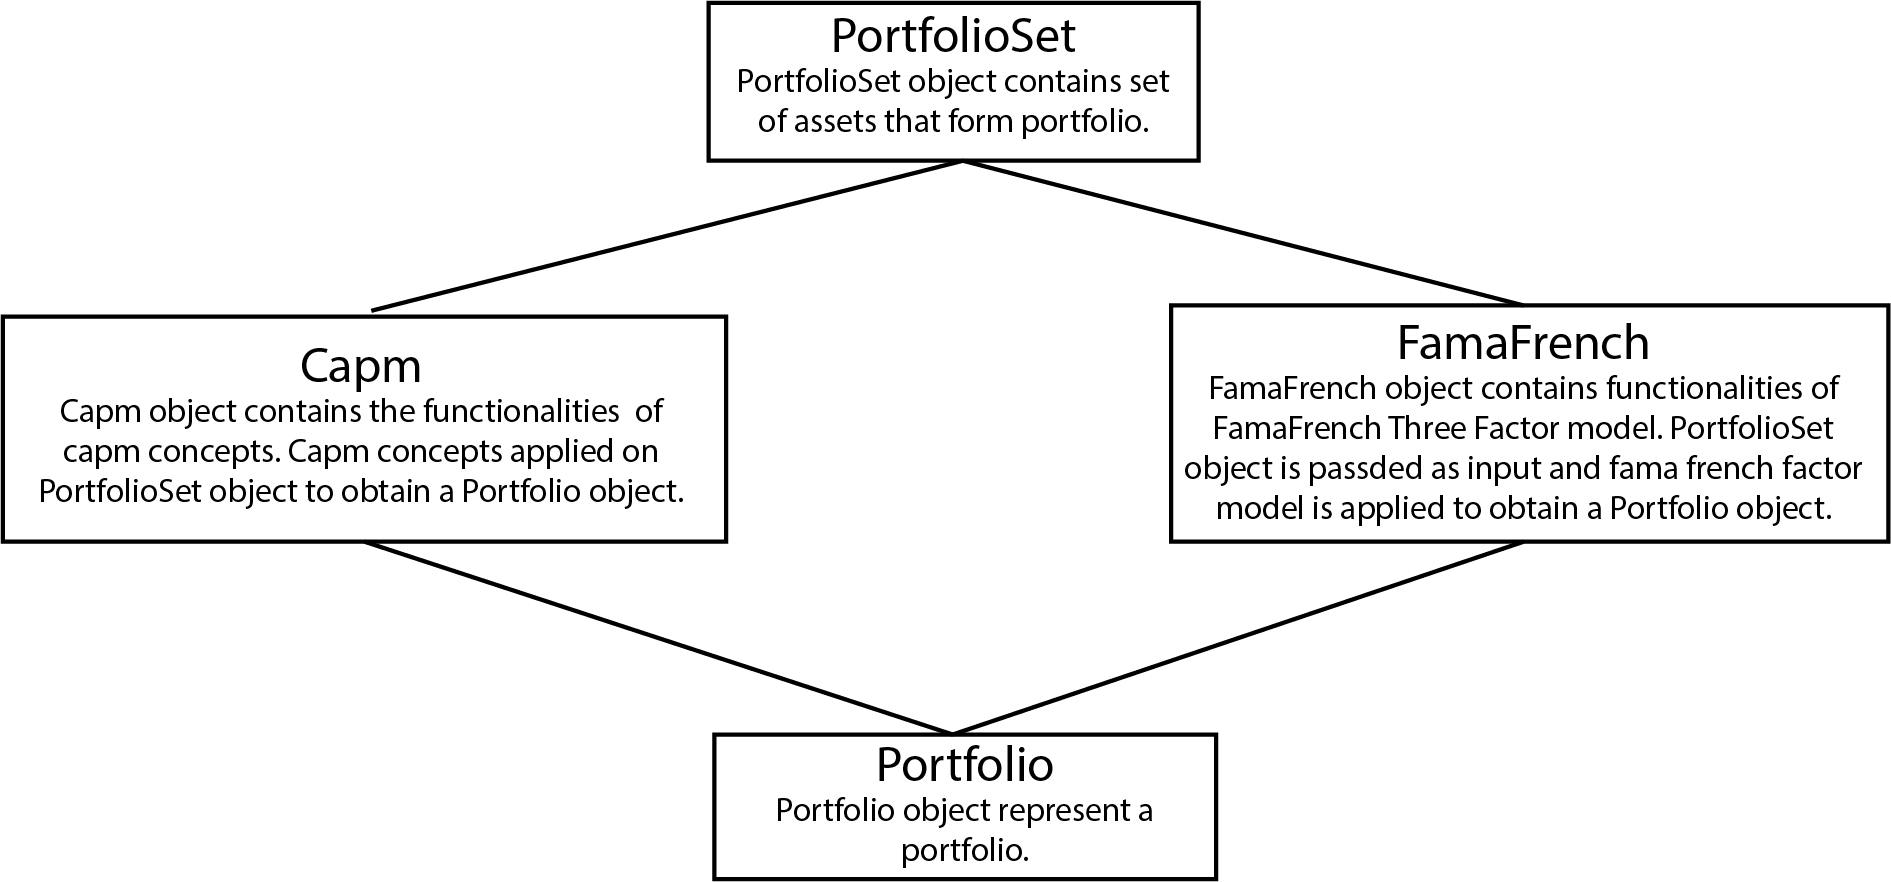 PortfolioSet
PortfolioSet object contains set
of assets that form portfolio.
Capm
Capm object contains the functionalities  of
capm concepts. Capm concepts applied on
PortfolioSet object to obtain a Portfolio object.
FamaFrench
FamaFrench object contains functionalities of
FamaFrench Three Factor model. PortfolioSet
object is passded as input and fama french factor
model is applied to obtain a Portfolio object.
Portfolio
Portfolio object represent a
portfolio.